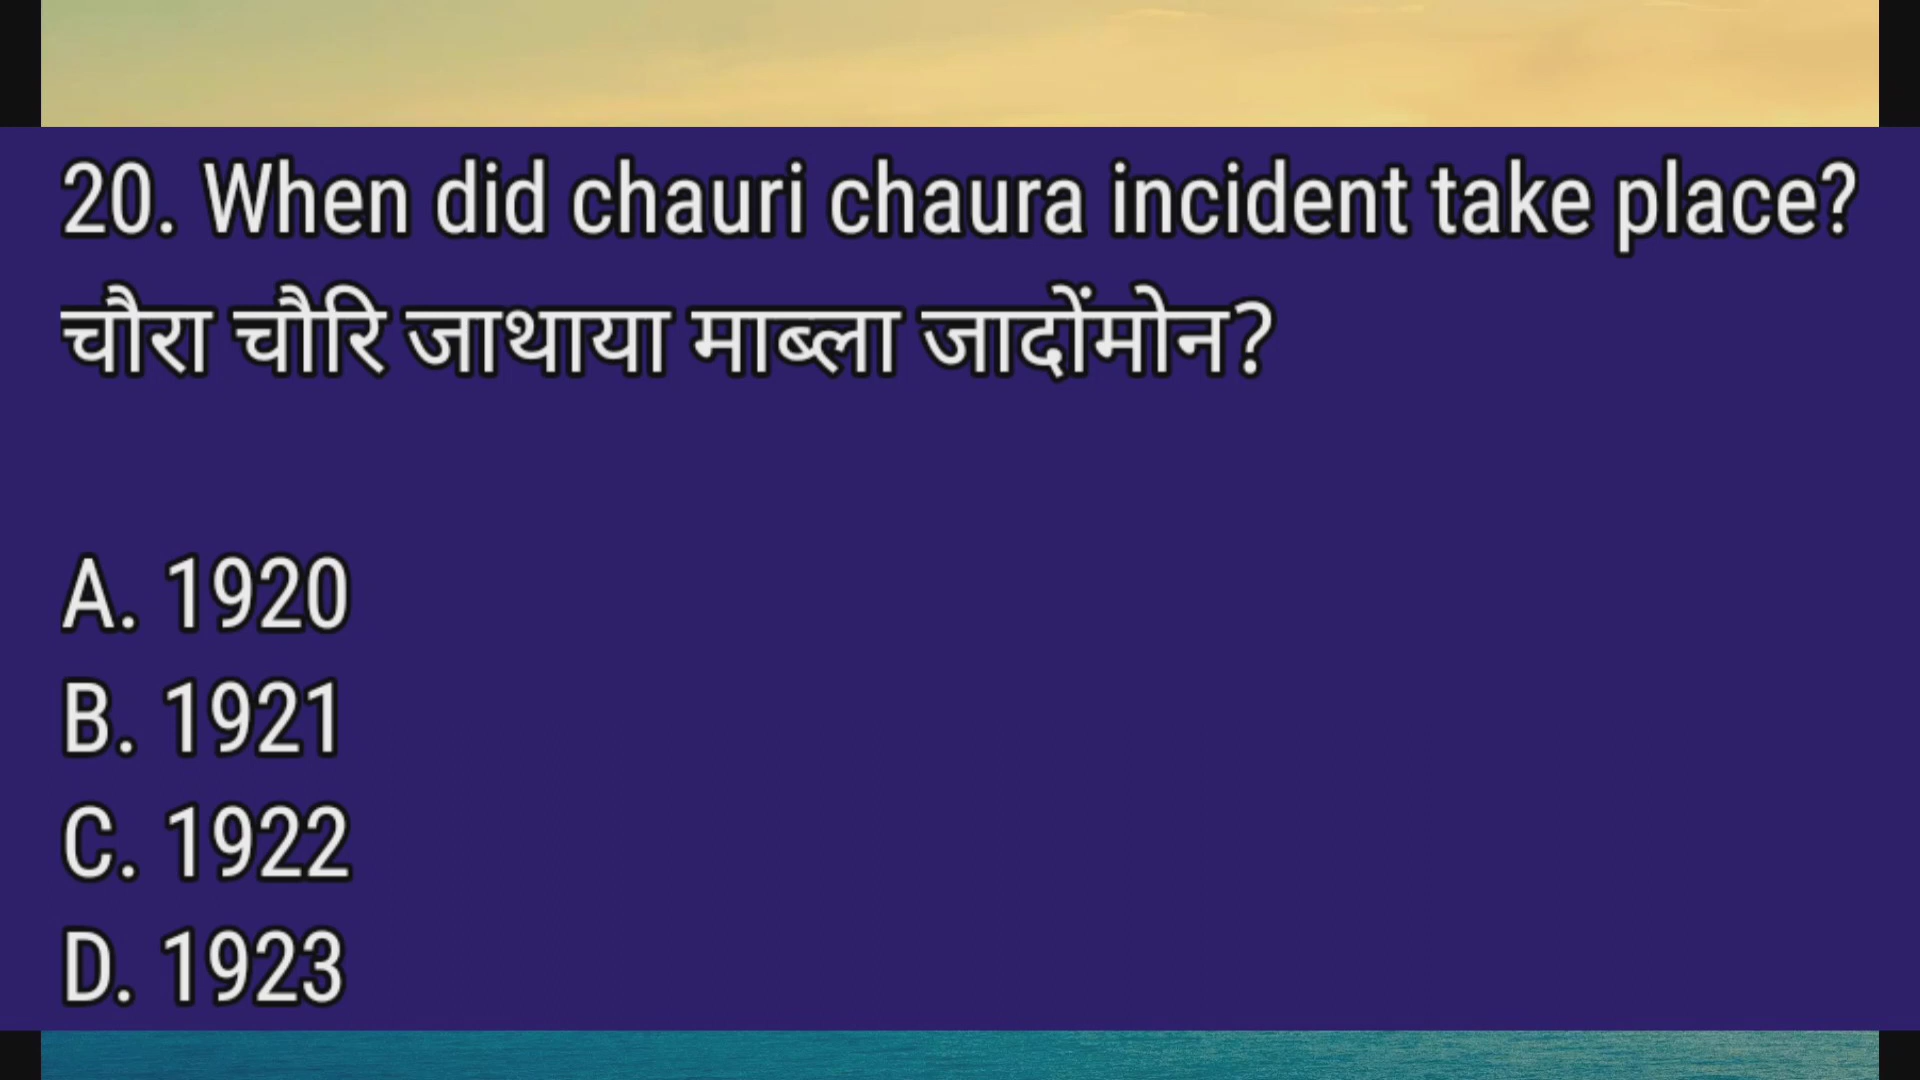 20. When did chauri chaura incident take place?
चौरा चौरि जाथाया माब्ला जादोंमोन?
A. 1920
B. 1921
C. 1922
D. 1923